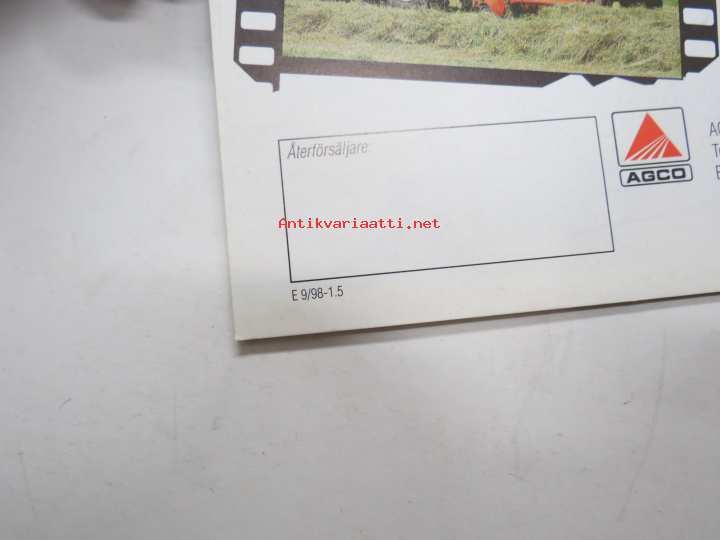 Återförsäljare:
AGCO
Antikvariaatti.net
E 9/98-1.5